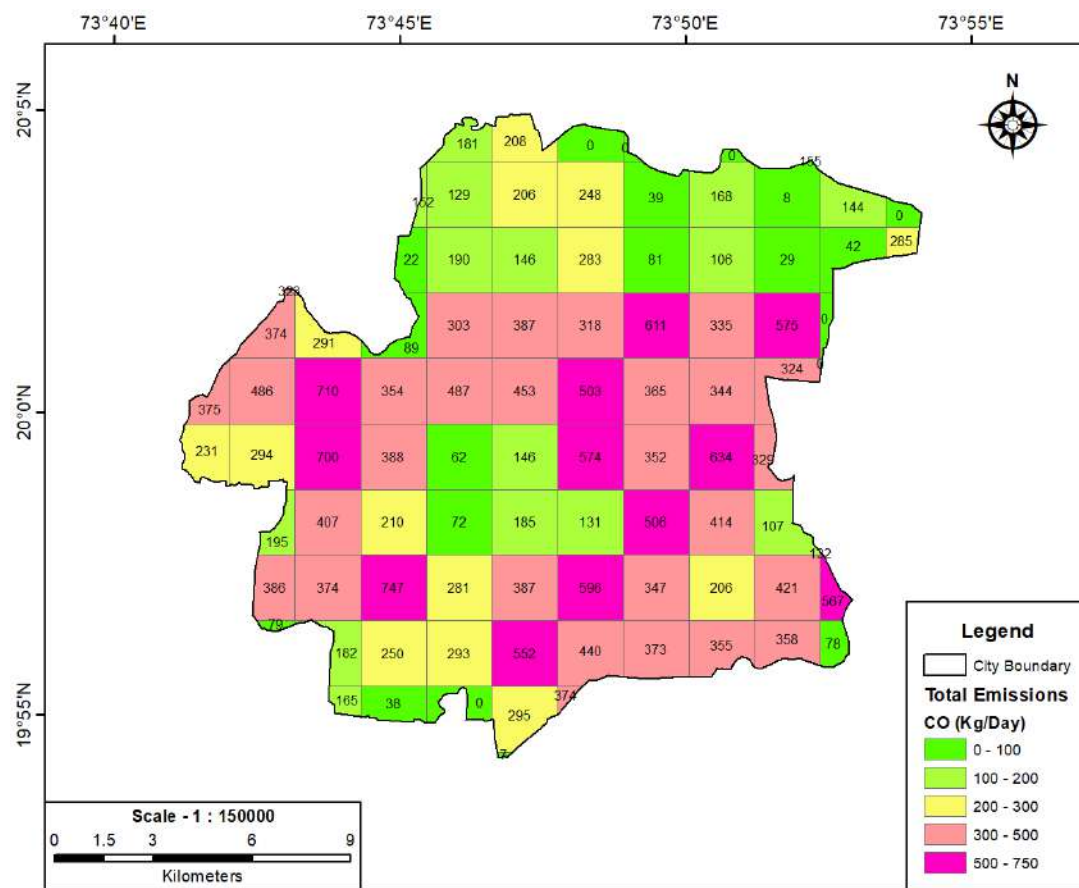 73°40'E 73°45'E 73°50'E 73°55'E
N
20°5'N
20°0'N
19°55'N
181 208 0 0 0 155
152 129 206 248 39 168 8 144 0
22 190 146 283 81 106 29 42 285
323
374 291 89 303 387 318 611 335 575 0
375 486 710 354 487 453 503 365 344 324 0
231 294 700 388 62 146 574 352 634 329
195 407 210 72 185 131 506 414 107
132
386 374 747 281 387 596 347 206 421 567
79 182 250 293 552 440 373 355 358 78
165 38 0 295 374
7
Legend
City Boundary
Total Emissions
CO (Kg/Day)
0 - 100
100 - 200
200 - 300
300 - 500
500 - 750
Scale - 1 : 150000
0 1.5 3 6 9
Kilometers